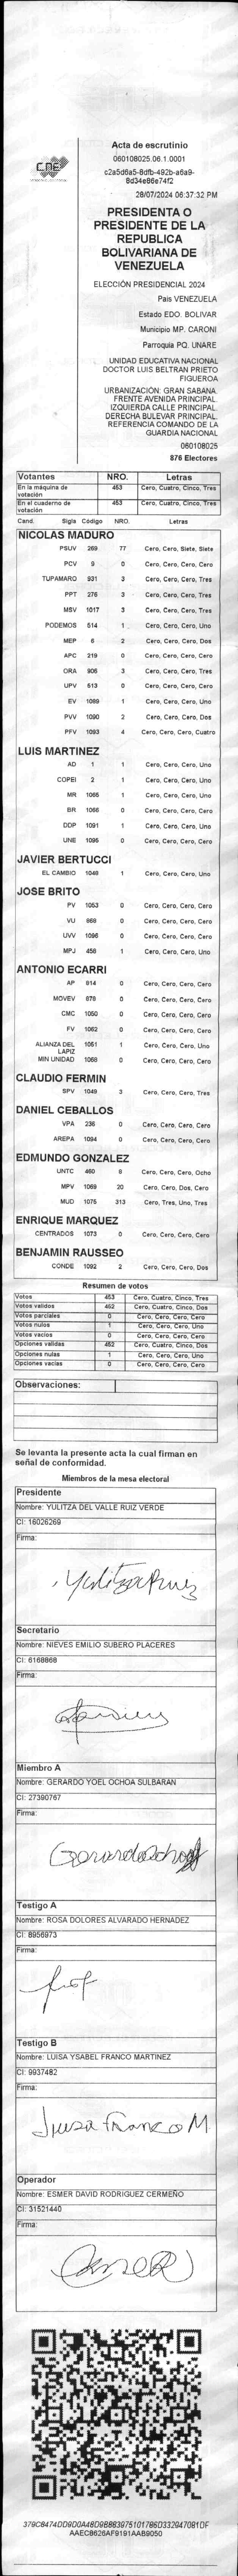 CNE
Acta de escrutinio
060108025.06.1.0001
c2a5d6a5-8dfb-492b-a6a9-
8d34e86e74f2
28/07/2024 06:37:32 PM
PRESIDENTA O
PRESIDENTE DE LA
REPUBLICA
BOLIVARIANA DE
VENEZUELA
ELECCIÓN PRESIDENCIAL 2024
Pais VENEZUELA
Estado EDO. BOLIVAR
Municipio MP. CARONI
Parroquia PQ. UNARE
UNIDAD EDUCATIVA NACIONAL
DOCTOR LUIS BELTRAN PRIETO
FIGUEROA
URBANIZACIÓN: GRAN SABANA.
FRENTE AVENIDA PRINCIPAL.
IZQUIERDA CALLE PRINCIPAL.
DERECHA BULEVAR PRINCIPAL.
REFERENCIA COMANDO DE LA
GUARDIA NACIONAL
060108025
876 Electores
Votantes NRO. Letras
En la máquina de votación 453 Cero, Cuatro, Cinco, Tres
En el cuaderno de votación 453 Cero, Cuatro, Cinco, Tres
Cand. Sigla Código NRO. Letras
NICOLAS MADURO
PSUV 269 77 Cero, Cero, Siete, Siete
PCV 9 0 Cero, Cero, Cero, Cero
TUPAMARO 931 3 Cero, Cero, Cero, Tres
PPT 276 3 Cero, Cero, Cero, Tres
MSV 1017 3 Cero, Cero, Cero, Tres
PODEMOS 514 1 Cero, Cero, Cero, Uno
MEP 6 2 Cero, Cero, Cero, Dos
APC 219 0 Cero, Cero, Cero, Cero
ORA 906 3 Cero, Cero, Cero, Tres
UPV 513 0 Cero, Cero, Cero, Cero
EV 1089 1 Cero, Cero, Cero, Uno
PVV 1090 2 Cero, Cero, Cero, Dos
PFV 1093 4 Cero, Cero, Cero, Cuatro
LUIS MARTINEZ
AD 1 1 Cero, Cero, Cero, Uno
COPEI 2 1 Cero, Cero, Cero, Uno
MR 1065 1 Cero, Cero, Cero, Uno
BR 1066 0 Cero, Cero, Cero, Cero
DDP 1091 1 Cero, Cero, Cero, Uno
UNE 1095 0 Cero, Cero, Cero, Cero
JAVIER BERTUCCI
EL CAMBIO 1048 1 Cero, Cero, Cero, Uno
JOSE BRITO
PV 1053 0 Cero, Cero, Cero, Cero
VU 868 0 Cero, Cero, Cero, Cero
UVV 1096 0 Cero, Cero, Cero, Cero
MPJ 458 1 Cero, Cero, Cero, Uno
ANTONIO ECARRI
AP 814 0 Cero, Cero, Cero, Cero
MOVEV 878 0 Cero, Cero, Cero, Cero
CMC 1050 0 Cero, Cero, Cero, Cero
FV 1062 0 Cero, Cero, Cero, Cero
ALIANZA DEL LAPIZ 1051 1 Cero, Cero, Cero, Uno
MIN UNIDAD 1058 0 Cero, Cero, Cero, Cero
CLAUDIO FERMIN
SPV 1049 3 Cero, Cero, Cero, Tres
DANIEL CEBALLOS
VPA 236 0 Cero, Cero, Cero, Cero
AREPA 1094 0 Cero, Cero, Cero, Cero
EDMUNDO GONZALEZ
UNTC 460 8 Cero, Cero, Cero, Ocho
MPV 1069 20 Cero, Cero, Dos, Cero
MUD 1075 313 Cero, Tres, Uno, Tres
ENRIQUE MARQUEZ
CENTRADOS 1073 0 Cero, Cero, Cero, Cero
BENJAMIN RAUSSEO
CONDE 1092 2 Cero, Cero, Cero, Dos
Resumen de votos
Votos 453 Cero, Cuatro, Cinco, Tres
Votos validos 452 Cero, Cuatro, Cinco, Dos
Votos parciales 0 Cero, Cero, Cero, Cero
Votos nulos 1 Cero, Cero, Cero, Uno
Votos vacios 0 Cero, Cero, Cero, Cero
Opciones validas 452 Cero, Cuatro, Cinco, Dos
Opciones nulas 1 Cero, Cero, Cero, Uno
Opciones vacias 0 Cero, Cero, Cero, Cero
Observaciones:
Se levanta la presente acta la cual firman en
señal de conformidad.
Miembros de la mesa electoral
Presidente
Nombre: YULITZA DEL VALLE RUIZ VERDE
CI: 16026269
Firma:
Yulitza Ruiz
Secretario
Nombre: NIEVES EMILIO SUBERO PLACERES
CI: 6168868
Firma:
Miembro A
Nombre: GERARDO YOEL OCHOA SULBARAN
CI: 27390767
Firma:
Gerardo Ochoa
Testigo A
Nombre: ROSA DOLORES ALVARADO HERNADEZ
CI: 8956973
Firma:
Testigo B
Nombre: LUISA YSABEL FRANCO MARTINEZ
CI: 9937482
Firma:
Luisa Franco M
Operador
Nombre: ESMER DAVID RODRIGUEZ CERMEÑO
CI: 31521440
Firma:
379C8474DD9D0A48D9B883975101786D332947081DF
AAEC8626AF9191AAB9050